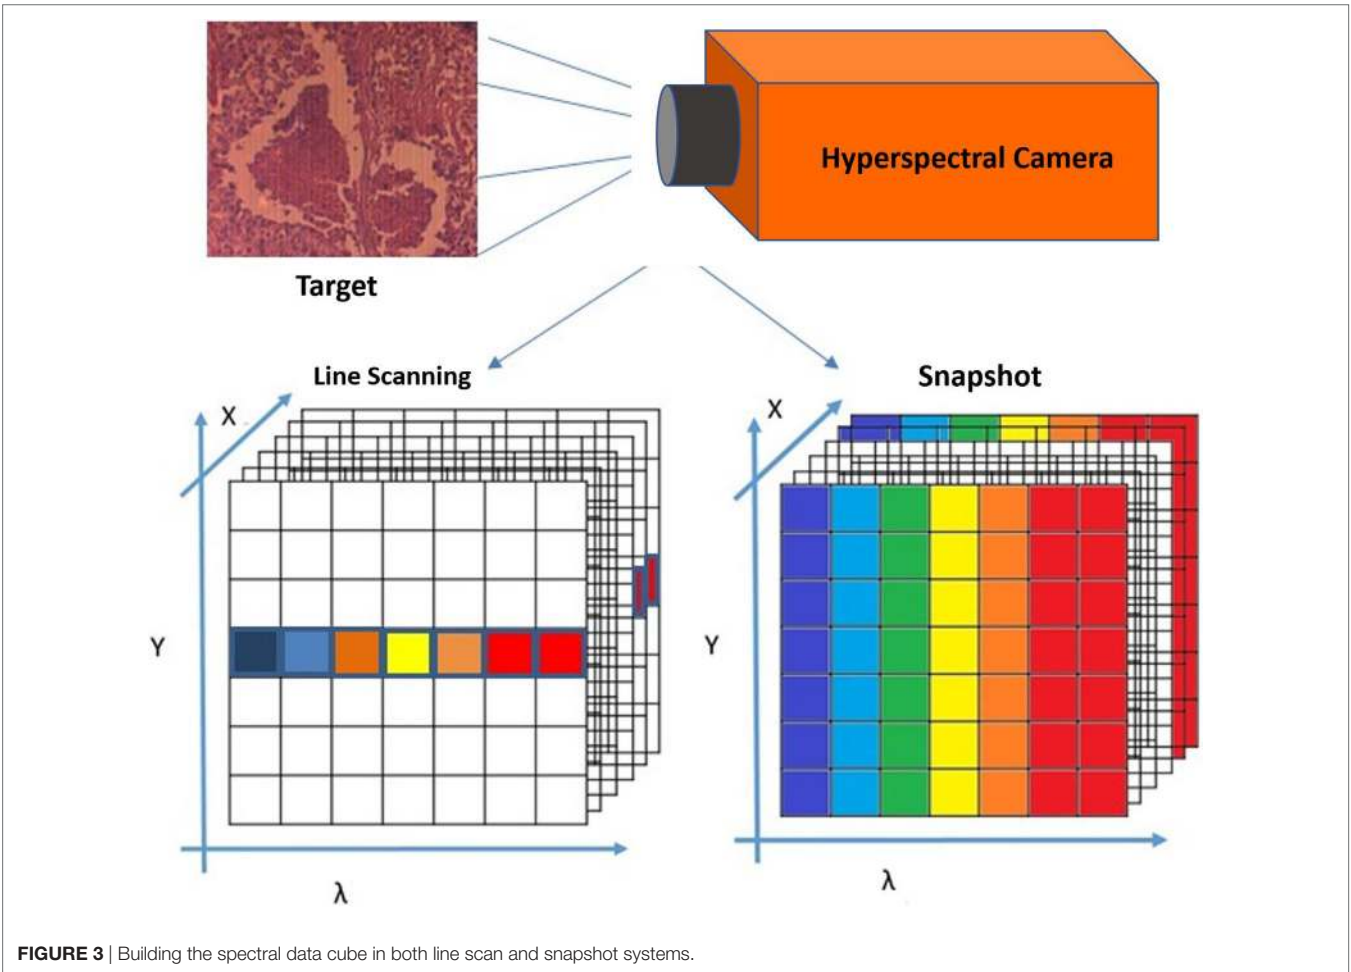 Hyperspectral Camera
Target
Line Scanning
Snapshot
X
Y
λ
X
Y
λ
FIGURE 3 | Building the spectral data cube in both line scan and snapshot systems.